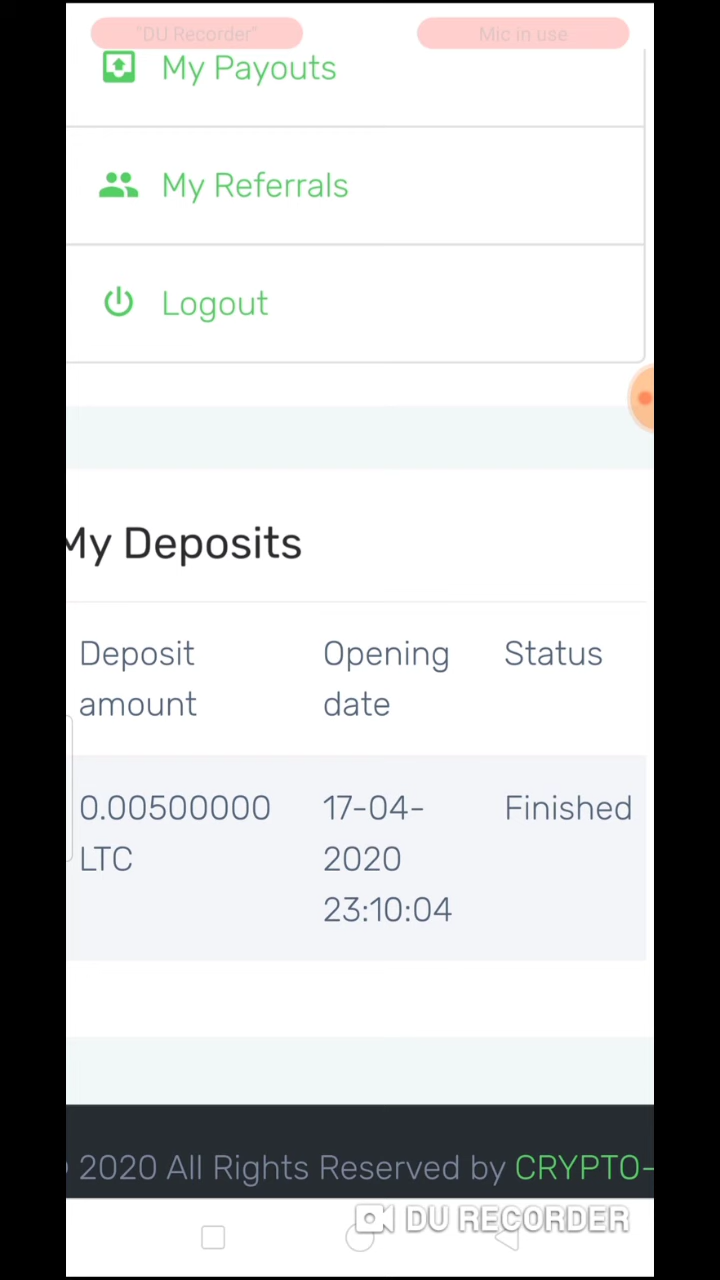 "DU Recorder"
Mic in use
My Payouts
My Referrals
Logout
My Deposits
Deposit amount
Opening date
Status
0.00500000 LTC
17-04-2020 23:10:04
Finished
2020 All Rights Reserved by CRYPTO-
DU RECORDER